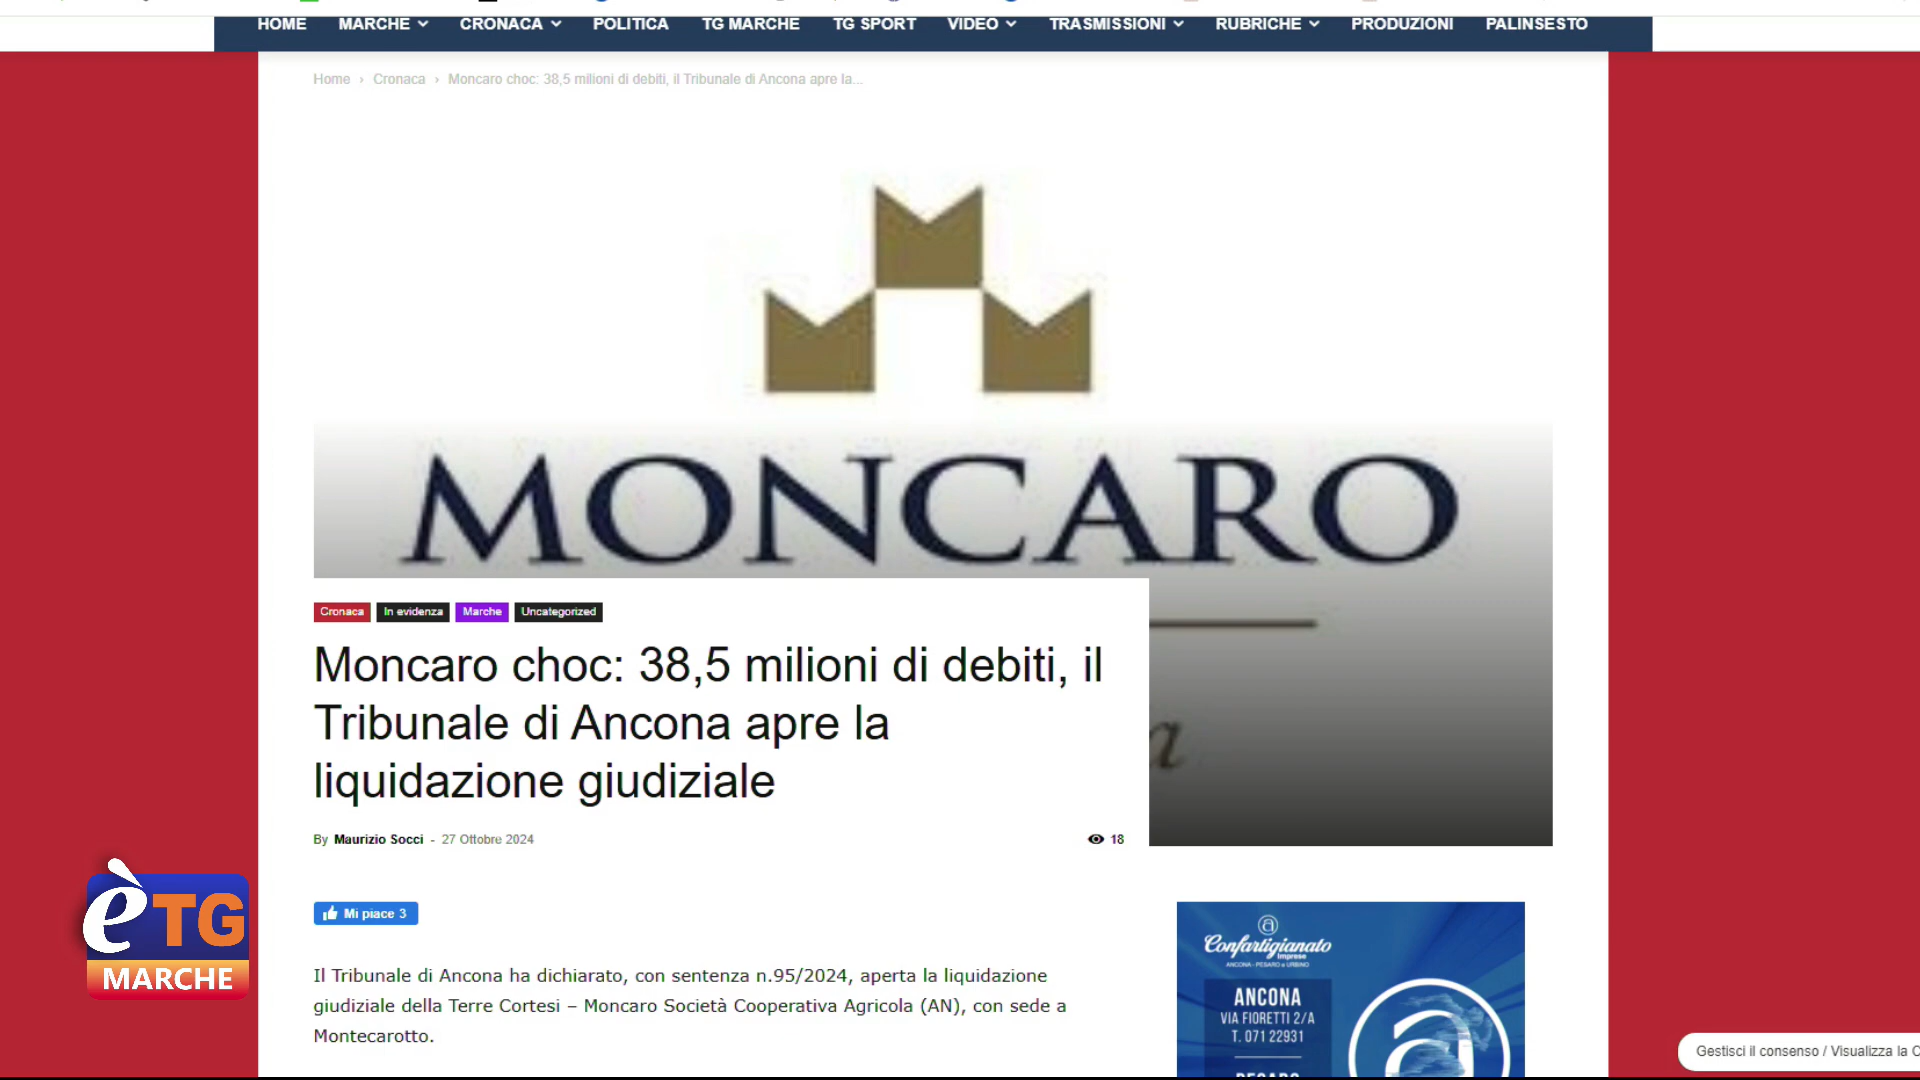 HOME MARCHE CRONACA POLITICA TG MARCHE TG SPORT VIDEO TRASMISSIONI RUBRICHE PRODUZIONI PALINSESTO
Home › Cronaca › Moncaro choc: 38,5 milioni di debiti, il Tribunale di Ancona apre la...
MONCARO
Cronaca In evidenza Marche Uncategorized
Moncaro choc: 38,5 milioni di debiti, il
Tribunale di Ancona apre la
liquidazione giudiziale
By Maurizio Socci - 27 Ottobre 2024 18
Mi piace 3
Il Tribunale di Ancona ha dichiarato, con sentenza n.95/2024, aperta la liquidazione
giudiziale della Terre Cortesi – Moncaro Società Cooperativa Agricola (AN), con sede a
Montecarotto.
èTG
MARCHE
Confartigianato
Imprese
ANCONA - PESARO e URBINO
ANCONA
VIA FIORETTI 2/A
T. 071 22931
Gestisci il consenso / Visualizza la C